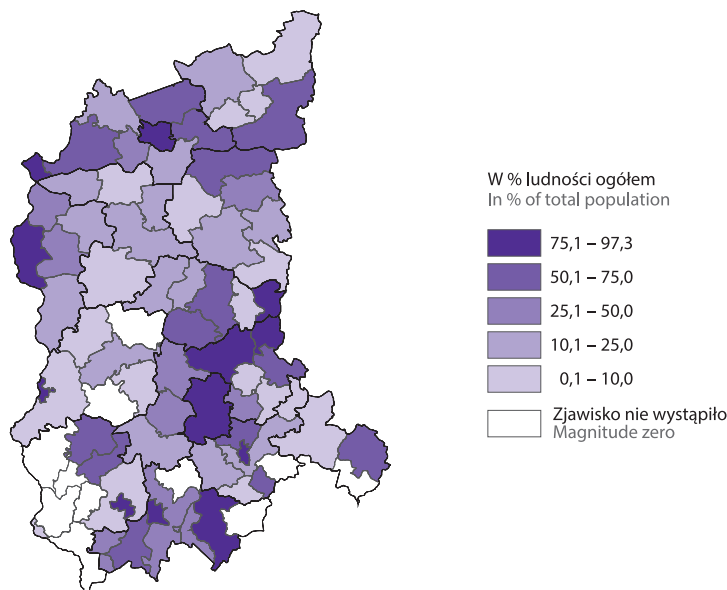 W % ludności ogółem
In % of total population
75,1 – 97,3
50,1 – 75,0
25,1 – 50,0
10,1 – 25,0
0,1 – 10,0
Zjawisko nie wystąpiło
Magnitude zero